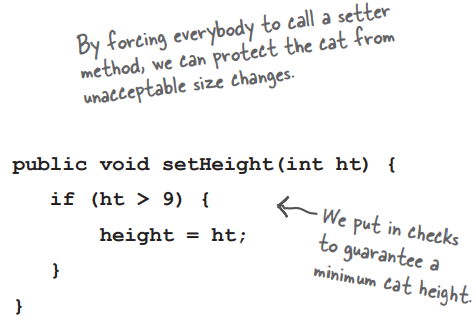 By forcing everybody to call a setter
method, we can protect the cat from
unacceptable size changes.
public void setHeight(int ht) {
if (ht > 9) {
height = ht;
}
}
We put in checks
to guarantee a
minimum cat height.